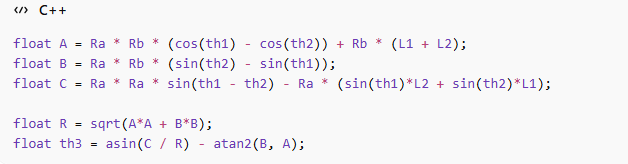 </> C++
float A = Ra * Rb * (cos(th1) - cos(th2)) + Rb * (L1 + L2);
float B = Ra * Rb * (sin(th2) - sin(th1));
float C = Ra * Ra * sin(th1 - th2) - Ra * (sin(th1)*L2 + sin(th2)*L1);
float R = sqrt(A*A + B*B);
float th3 = asin(C / R) - atan2(B, A);